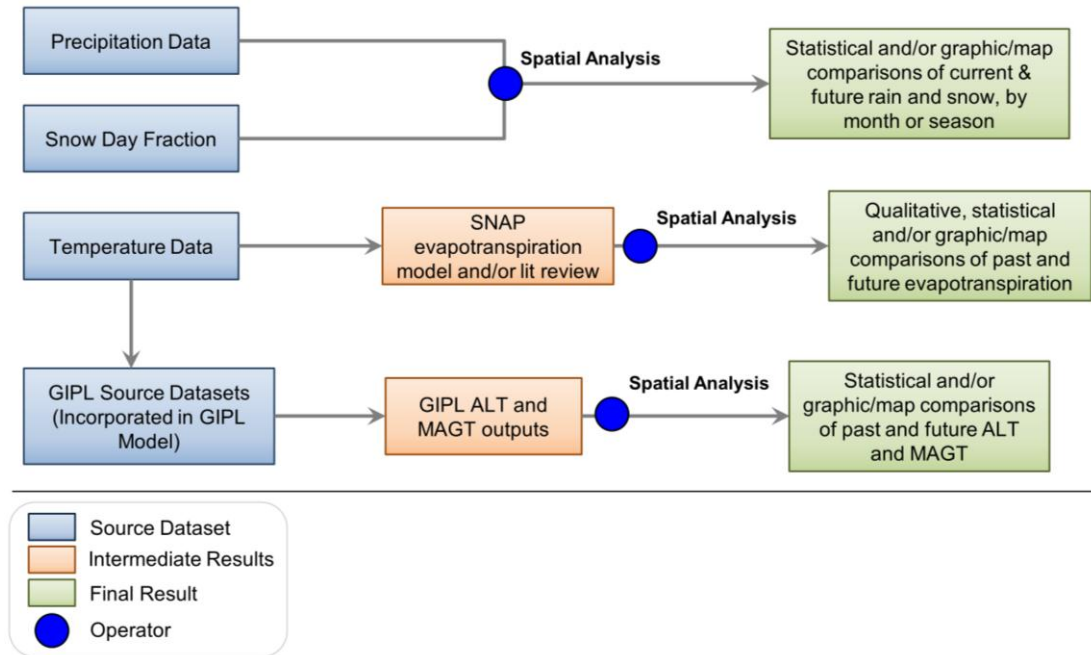 Precipitation Data
Spatial Analysis
Statistical and/or graphic/map
comparisons of current &
future rain and snow, by
month or season
Snow Day Fraction
Temperature Data
SNAP
evapotranspiration
model and/or lit review
Spatial Analysis
Qualitative, statistical
and/or graphic/map
comparisons of past and
future evapotranspiration
GIPL Source Datasets
(Incorporated in GIPL
Model)
GIPL ALT and
MAGT outputs
Spatial Analysis
Statistical and/or
graphic/map comparisons
of past and future ALT
and MAGT
Source Dataset
Intermediate Results
Final Result
Operator